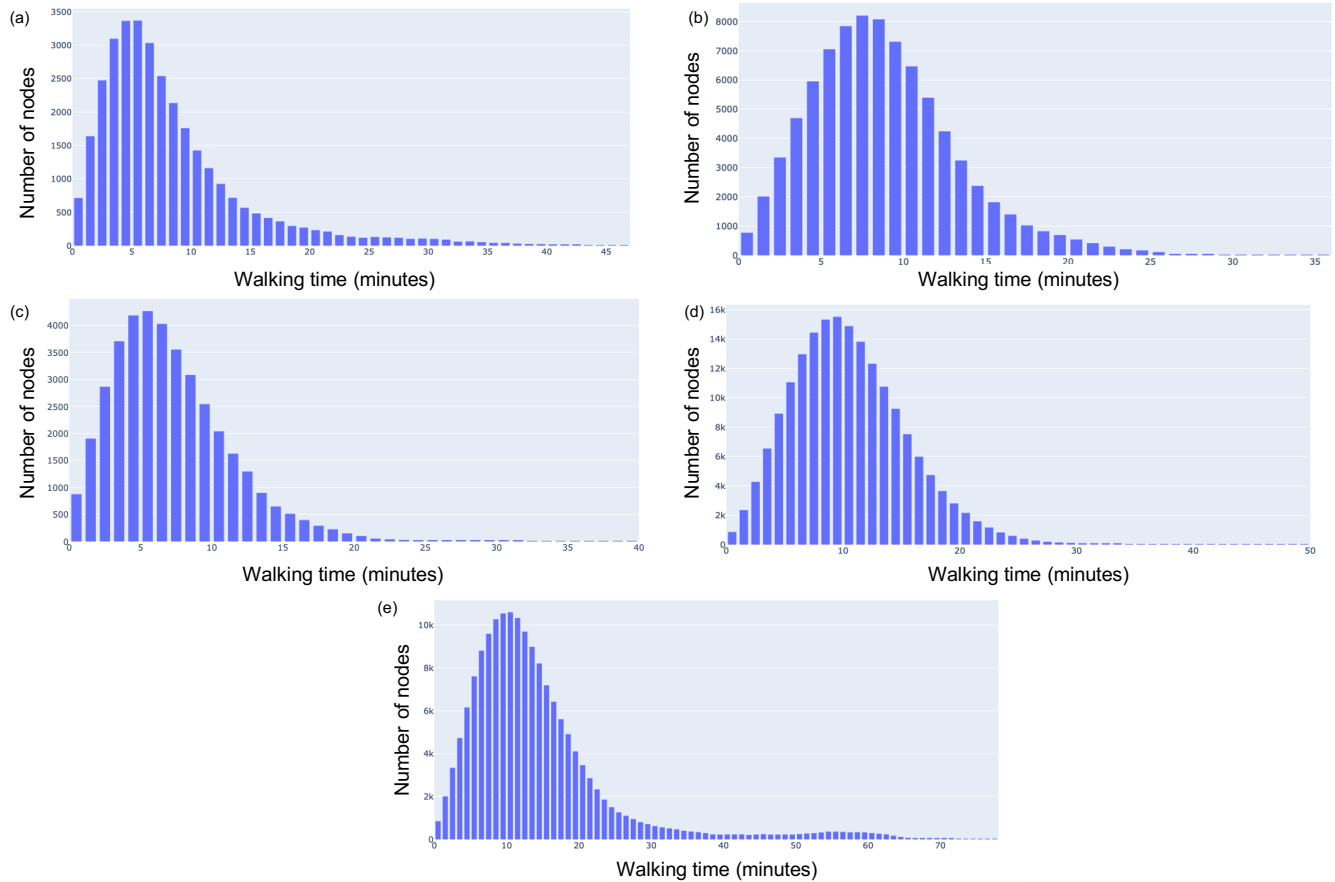 (a)
3500
3000
2500
2000
1500
1000
500
0
0 5 10 15 20 25 30 35 40 45
Number of nodes
Walking time (minutes)
(b)
8000
7000
6000
5000
4000
3000
2000
1000
0
0 5 10 15 20 25 30 35
Number of nodes
Walking time (minutes)
(c)
4000
3500
3000
2500
2000
1500
1000
500
0
0 5 10 15 20 25 30 35 40
Number of nodes
Walking time (minutes)
(d)
16k
14k
12k
10k
8k
6k
4k
2k
0
0 10 20 30 40 50
Number of nodes
Walking time (minutes)
(e)
10k
8k
6k
4k
2k
0
0 10 20 30 40 50 60 70
Number of nodes
Walking time (minutes)